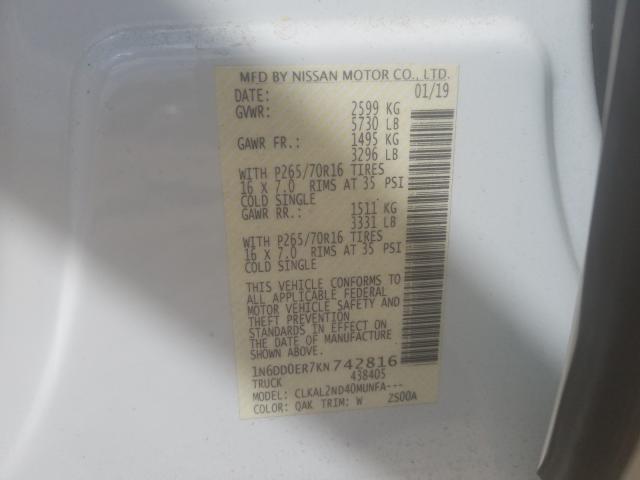 MFD BY NISSAN MOTOR CO., LTD.
DATE: 01/19
GVWR: 2599 KG
5730 LB
GAWR FR.: 1495 KG
3296 LB
WITH P265/70R16 TIRES
16 X 7.0 RIMS AT 35 PSI
COLD SINGLE
GAWR RR.: 1511 KG
3331 LB
WITH P265/70R16 TIRES
16 X 7.0 RIMS AT 35 PSI
COLD SINGLE
THIS VEHICLE CONFORMS TO
ALL APPLICABLE FEDERAL
MOTOR VEHICLE SAFETY AND
THEFT PREVENTION
STANDARDS IN EFFECT ON
THE DATE OF MANUFACTURE
SHOWN ABOVE.
1N6DD0ER7KN742816
TRUCK 438405
MODEL: CLKAL2ND40MUNFA---
COLOR: QAK TRIM: W ZS00A